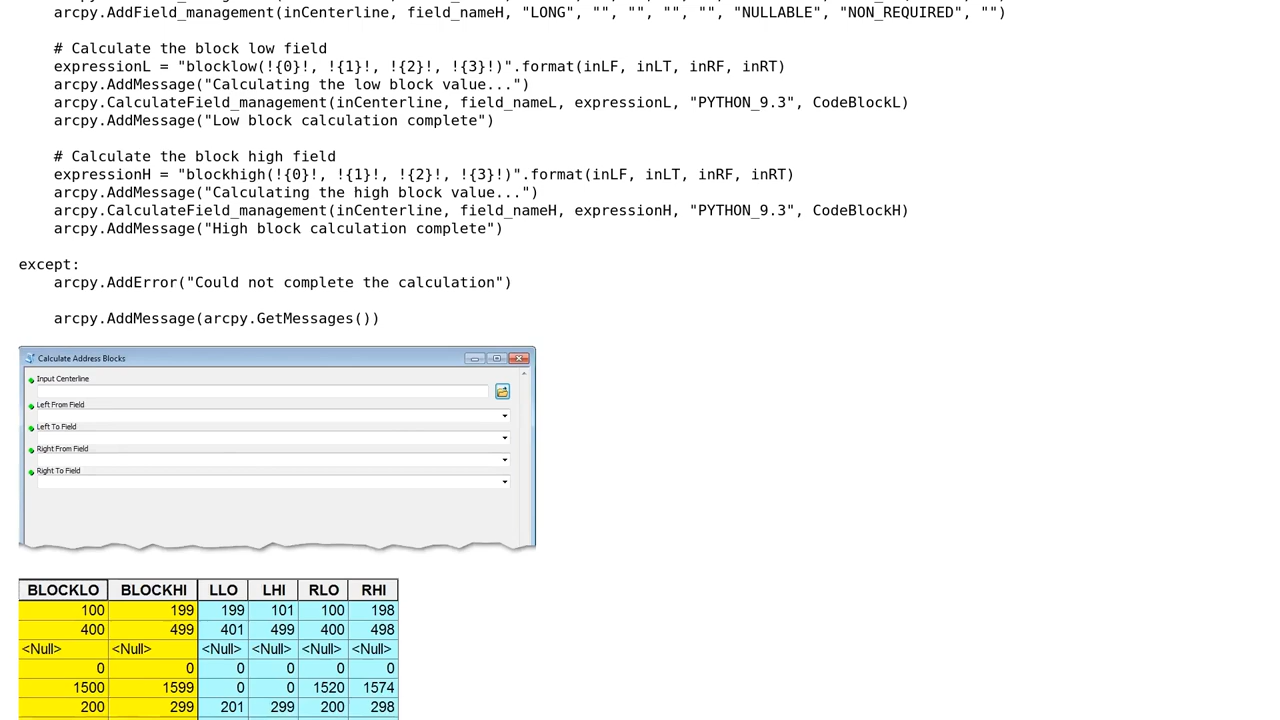 arcpy.AddField_management(inCenterline, field_nameH, "LONG", "", "", "", "", "NULLABLE", "NON_REQUIRED", "")
# Calculate the block low field
expressionL = "blocklow(!{0}!, !{1}!, !{2}!, !{3}!)".format(inLF, inLT, inRF, inRT)
arcpy.AddMessage("Calculating the low block value...")
arcpy.CalculateField_management(inCenterline, field_nameL, expressionL, "PYTHON_9.3", CodeBlockL)
arcpy.AddMessage("Low block calculation complete")
# Calculate the block high field
expressionH = "blockhigh(!{0}!, !{1}!, !{2}!, !{3}!)".format(inLF, inLT, inRF, inRT)
arcpy.AddMessage("Calculating the high block value...")
arcpy.CalculateField_management(inCenterline, field_nameH, expressionH, "PYTHON_9.3", CodeBlockH)
arcpy.AddMessage("High block calculation complete")
except:
arcpy.AddError("Could not complete the calculation")
arcpy.AddMessage(arcpy.GetMessages())
Calculate Address Blocks
Input Centerline
Left From Field
Left To Field
Right From Field
Right To Field
BLOCKLO BLOCKHI LLO LHI RLO RHI
100 199 199 101 100 198
400 499 401 499 400 498
<Null> <Null> <Null> <Null> <Null> <Null>
0 0 0 0 0 0
1500 1599 0 0 1520 1574
200 299 201 299 200 298